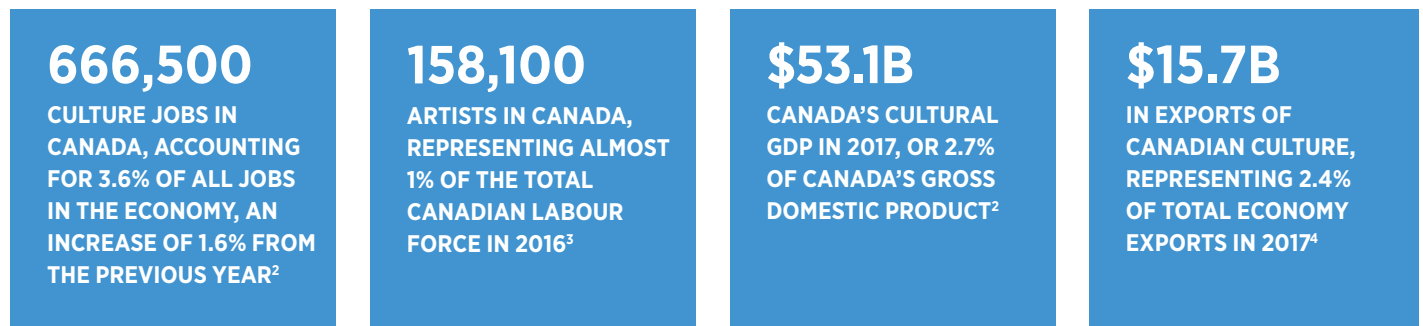 666,500
CULTURE JOBS IN
CANADA, ACCOUNTING
FOR 3.6% OF ALL JOBS
IN THE ECONOMY, AN
INCREASE OF 1.6% FROM
THE PREVIOUS YEAR²
158,100
ARTISTS IN CANADA,
REPRESENTING ALMOST
1% OF THE TOTAL
CANADIAN LABOUR
FORCE IN 2016³
$53.1B
CANADA’S CULTURAL
GDP IN 2017, OR 2.7%
OF CANADA’S GROSS
DOMESTIC PRODUCT²
$15.7B
IN EXPORTS OF
CANADIAN CULTURE,
REPRESENTING 2.4%
OF TOTAL ECONOMY
EXPORTS IN 2017⁴